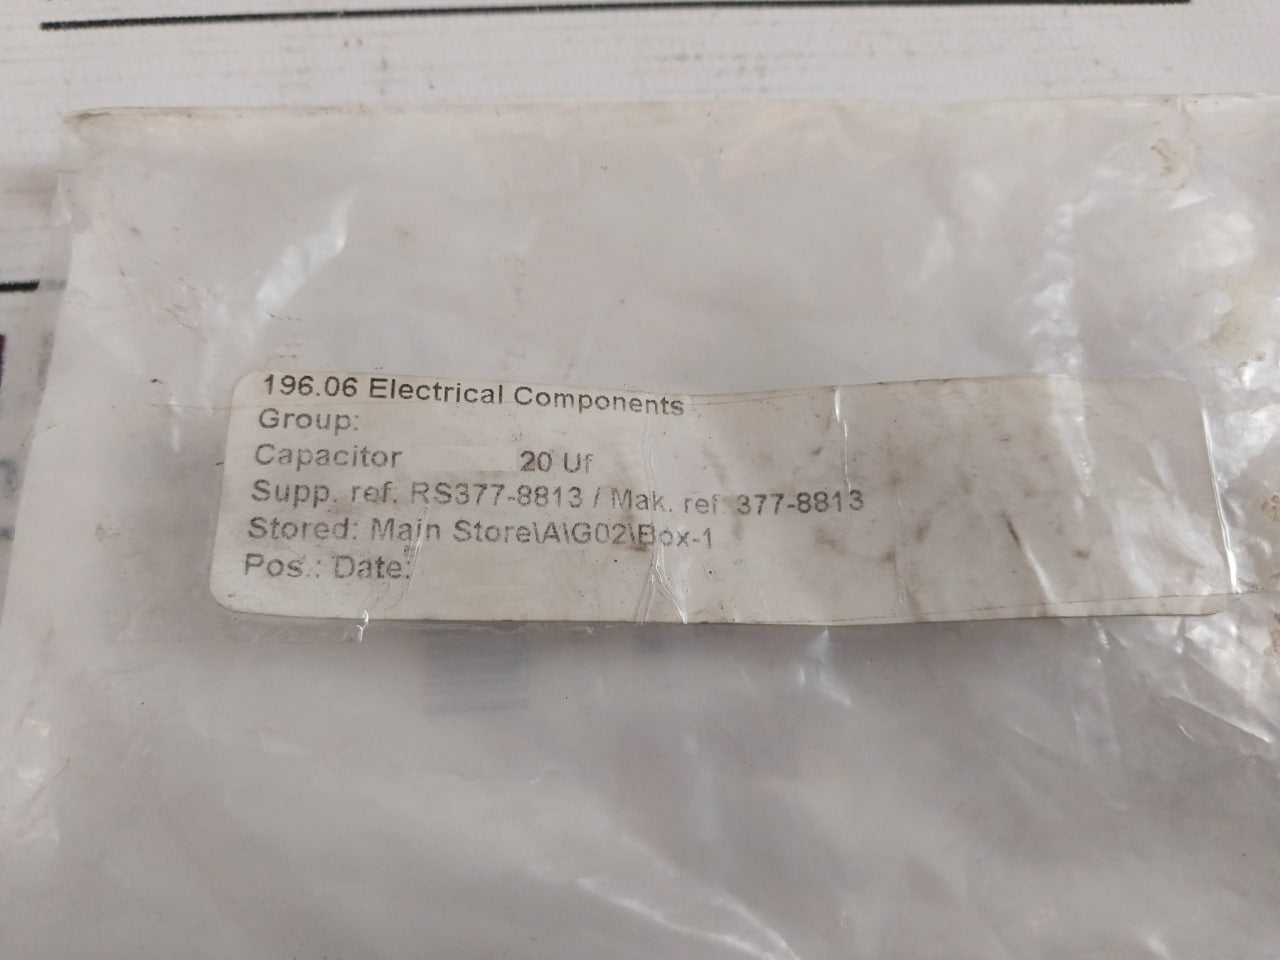 196.06 Electrical Components
Group:
Capacitor 20 Uf
Supp. ref. RS377-8813 / Mak. ref. 377-8813
Stored: Main Store\A\G02\Box-1
Pos.: Date: